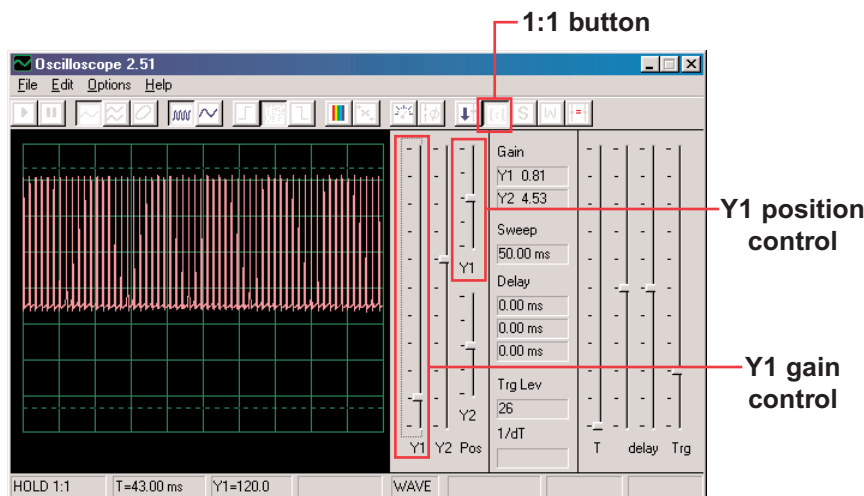 1:1 button
Oscilloscope 2.51
File Edit Options Help
Gain
Y1 0.81
Y2 4.53
Sweep
50.00 ms
Delay
0.00 ms
0.00 ms
0.00 ms
Trg Lev
26
1/dT
Y1
Y2
Y1 Y2 Pos
T delay Trg
Y1 position
control
Y1 gain
control
HOLD 1:1 T=43.00 ms Y1=120.0 WAVE